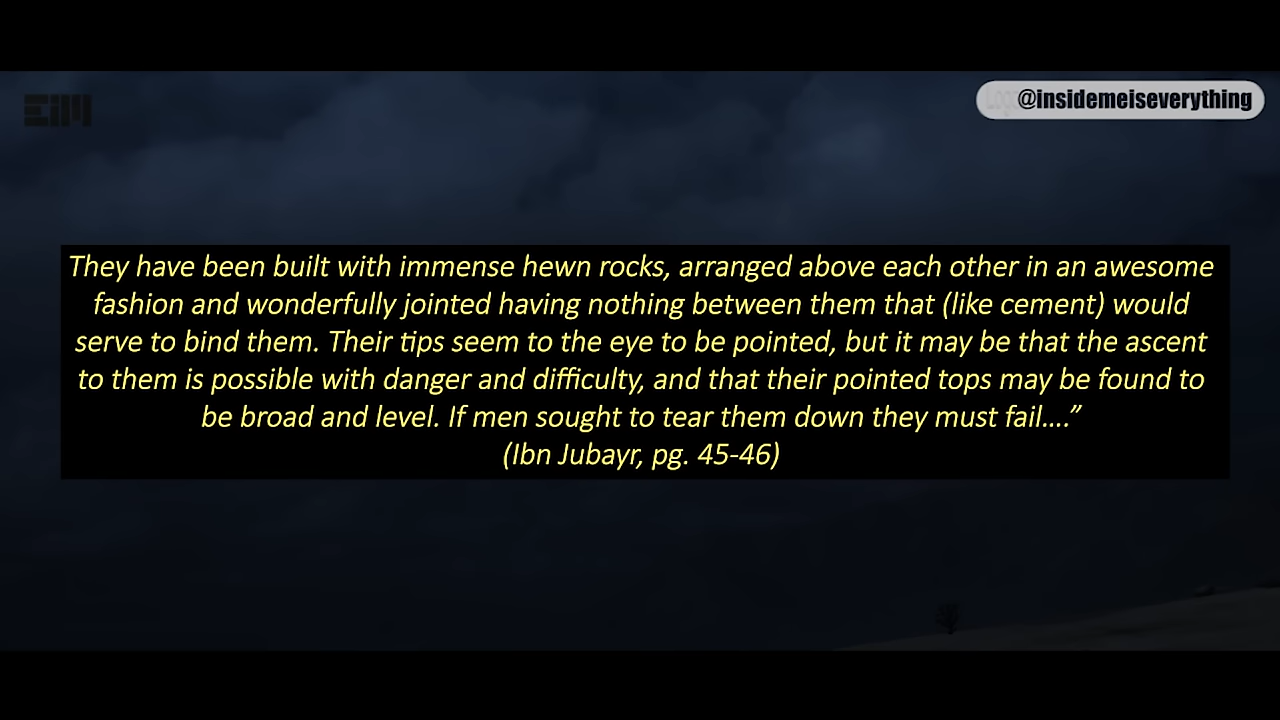 @insidemeiseverything
They have been built with immense hewn rocks, arranged above each other in an awesome
fashion and wonderfully jointed having nothing between them that (like cement) would
serve to bind them. Their tips seem to the eye to be pointed, but it may be that the ascent
to them is possible with danger and difficulty, and that their pointed tops may be found to
be broad and level. If men sought to tear them down they must fail....”
(Ibn Jubayr, pg. 45-46)